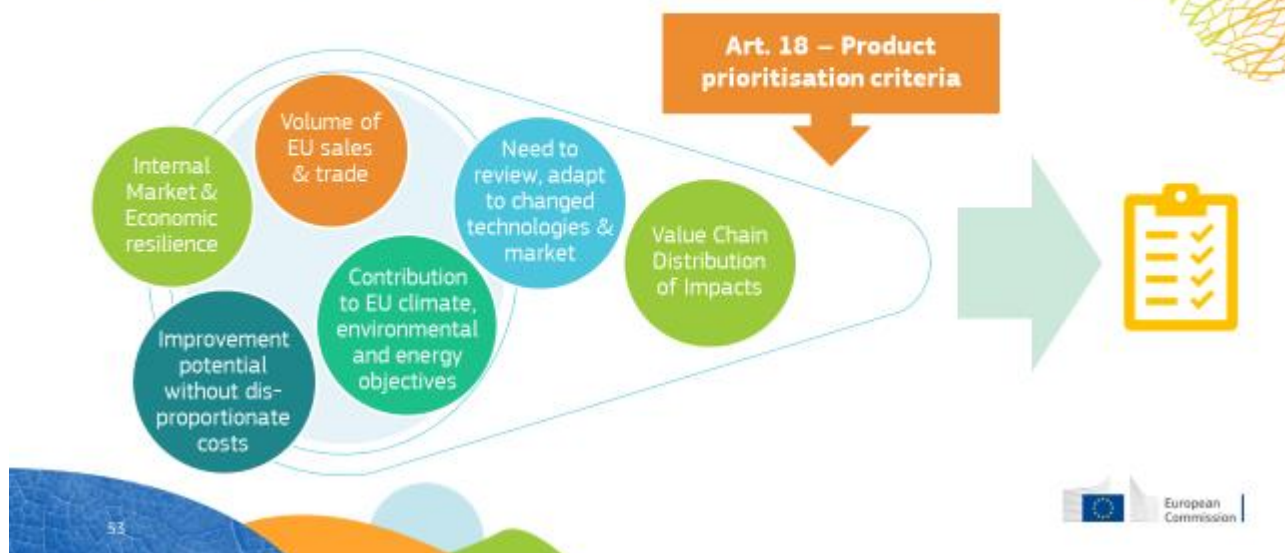 Art. 18 – Product
prioritisation criteria
Internal
Market &
Economic
resilience
Volume of
EU sales
& trade
Need to
review, adapt
to changed
technologies &
market
Value Chain
Distribution
of Impacts
Contribution
to EU climate,
environmental
and energy
objectives
Improvement
potential
without dis-
proportionate
costs
53
European
Commission